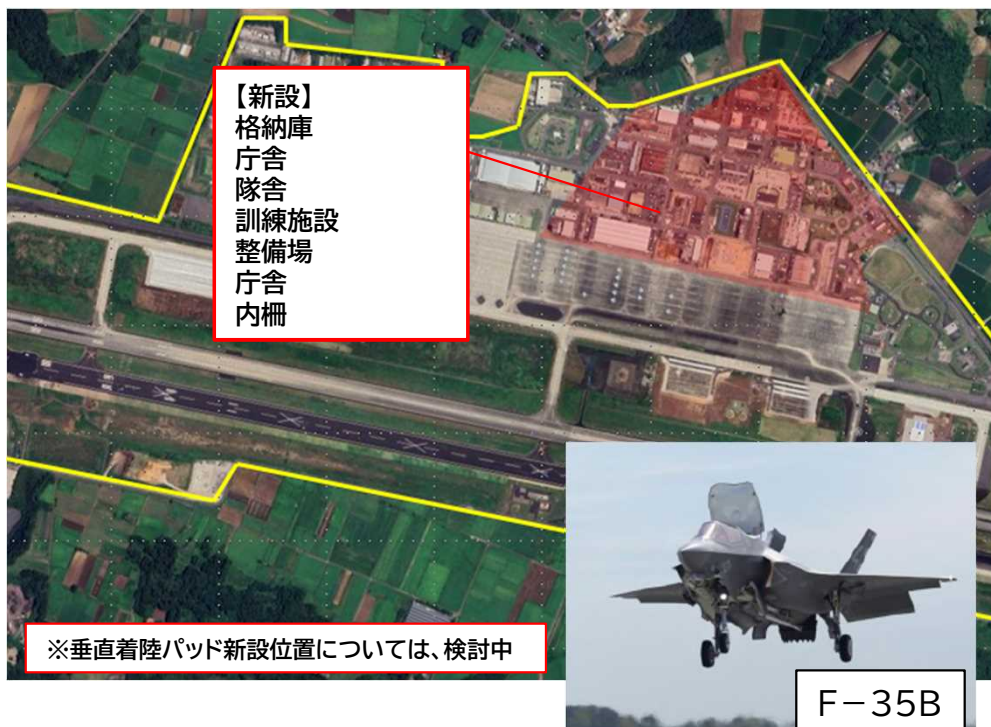 【新設】
格納庫
庁舎
隊舎
訓練施設
整備場
庁舎
内柵
※垂直着陸パッド新設位置については、検討中
F－35B